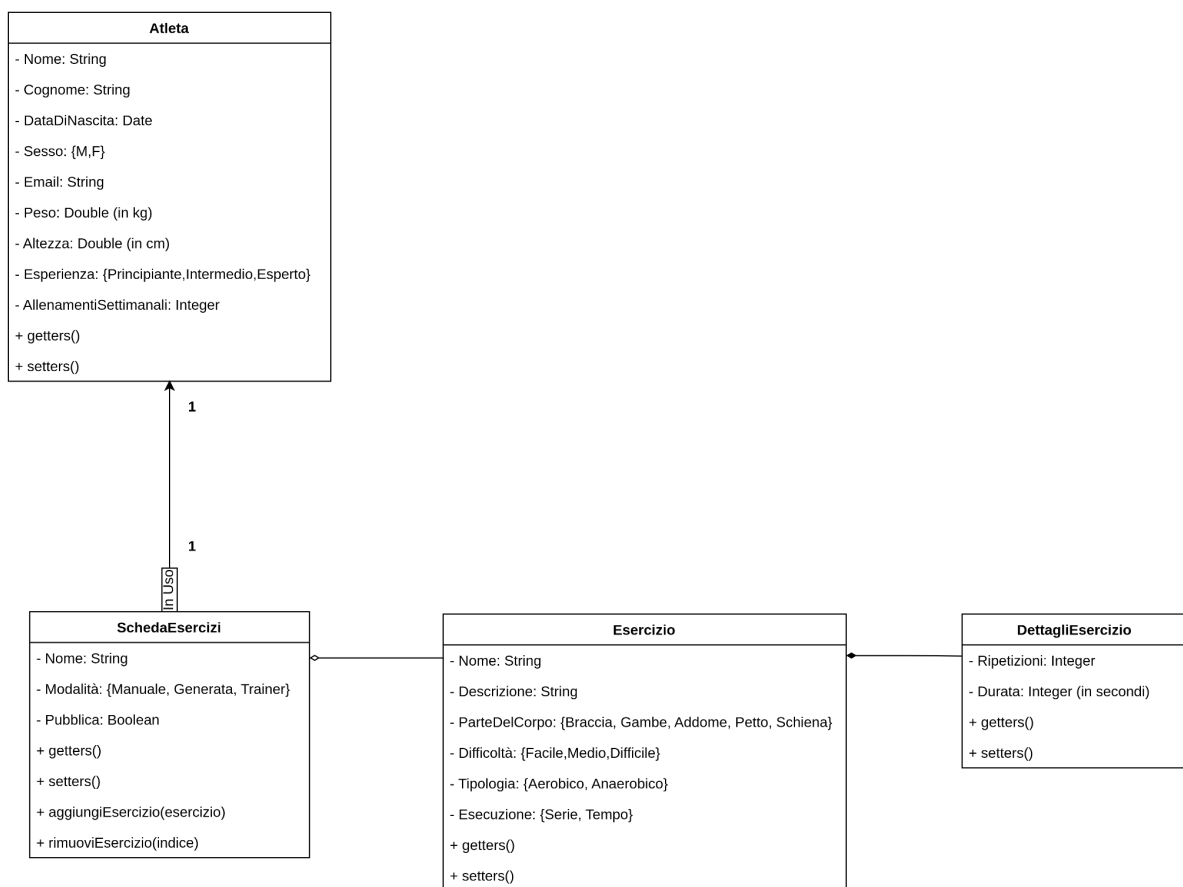 Atleta
- Nome: String
- Cognome: String
- DataDiNascita: Date
- Sesso: {M,F}
- Email: String
- Peso: Double (in kg)
- Altezza: Double (in cm)
- Esperienza: {Principiante,Intermedio,Esperto}
- AllenamentiSettimanali: Integer
+ getters()
+ setters()
1
1
In Uso
SchedaEsercizi
- Nome: String
- Modalità: {Manuale, Generata, Trainer}
- Pubblica: Boolean
+ getters()
+ setters()
+ aggiungiEsercizio(esercizio)
+ rimuoviEsercizio(indice)
Esercizio
- Nome: String
- Descrizione: String
- ParteDelCorpo: {Braccia, Gambe, Addome, Petto, Schiena}
- Difficoltà: {Facile,Medio,Difficile}
- Tipologia: {Aerobico, Anaerobico}
- Esecuzione: {Serie, Tempo}
+ getters()
+ setters()
DettagliEsercizio
- Ripetizioni: Integer
- Durata: Integer (in secondi)
+ getters()
+ setters()